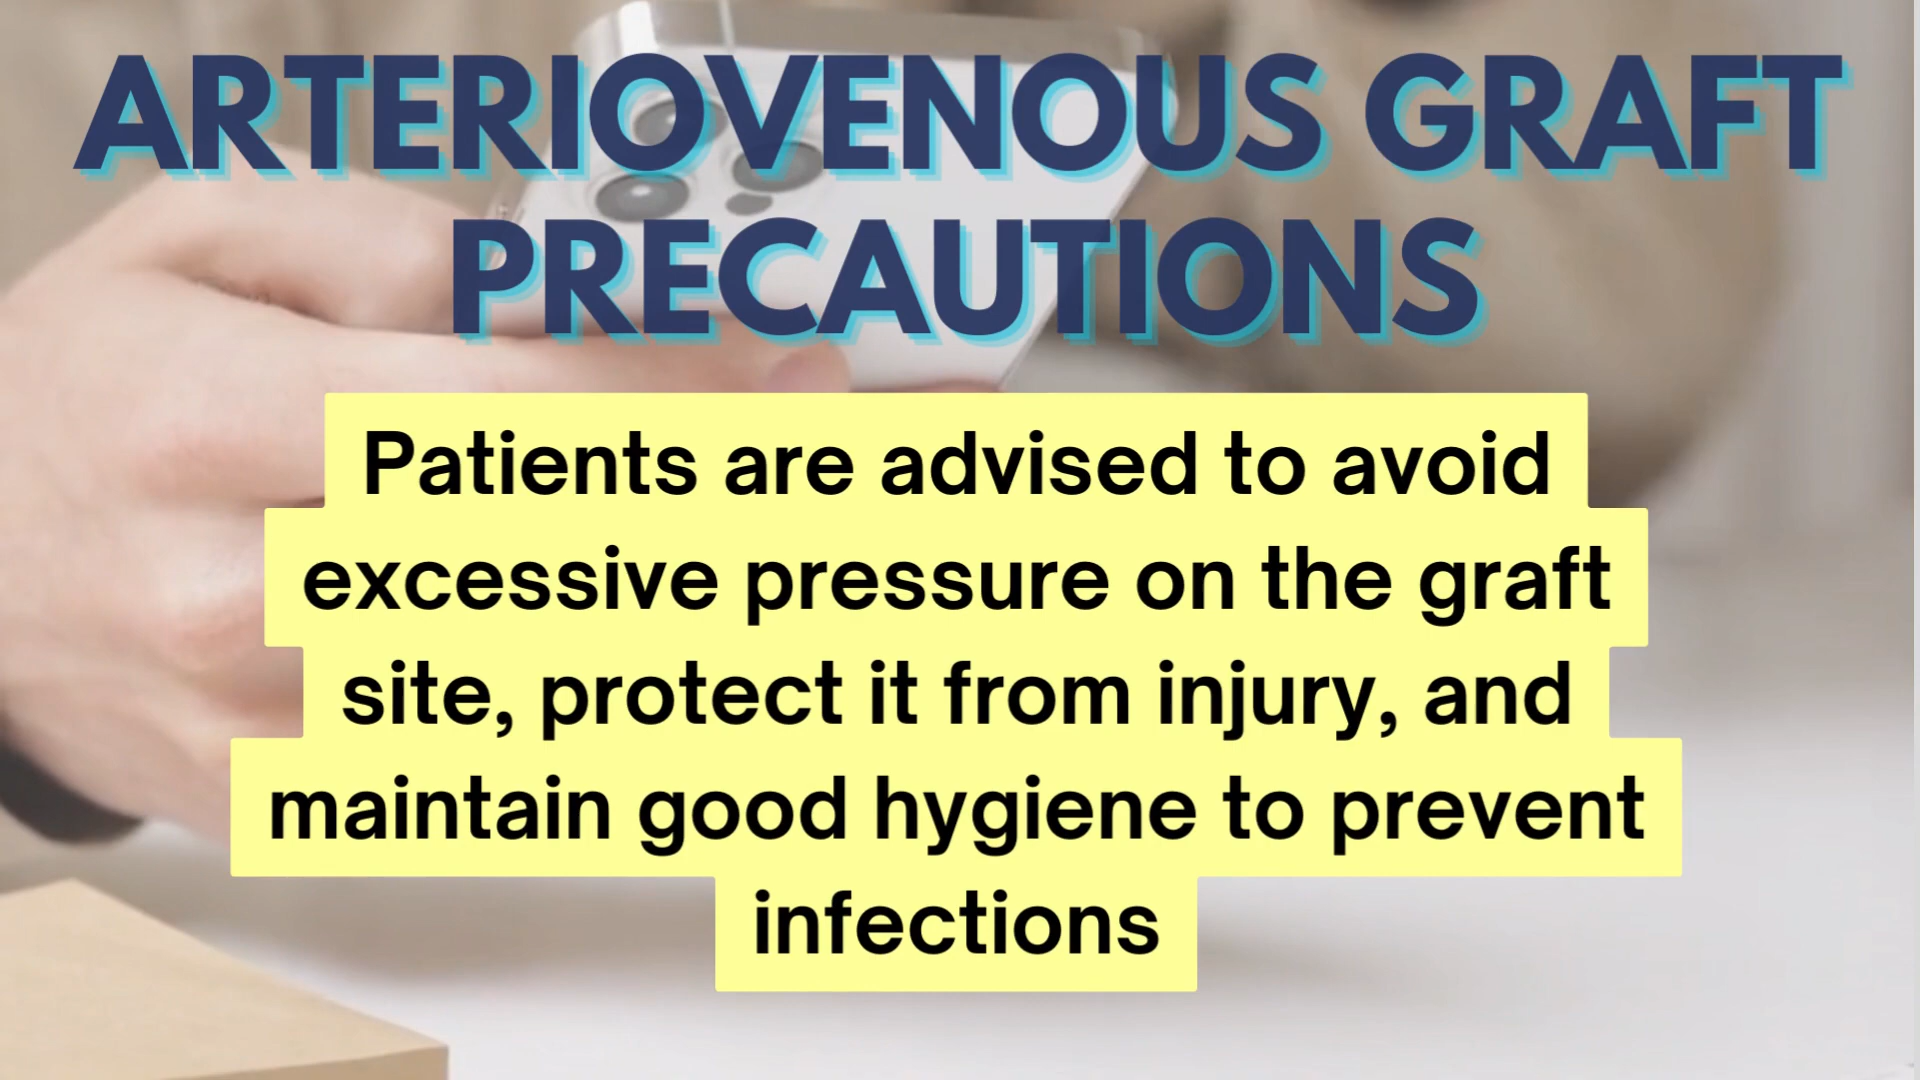 ARTERIOVENOUS GRAFT
PRECAUTIONS
Patients are advised to avoid
excessive pressure on the graft
site, protect it from injury, and
maintain good hygiene to prevent
infections